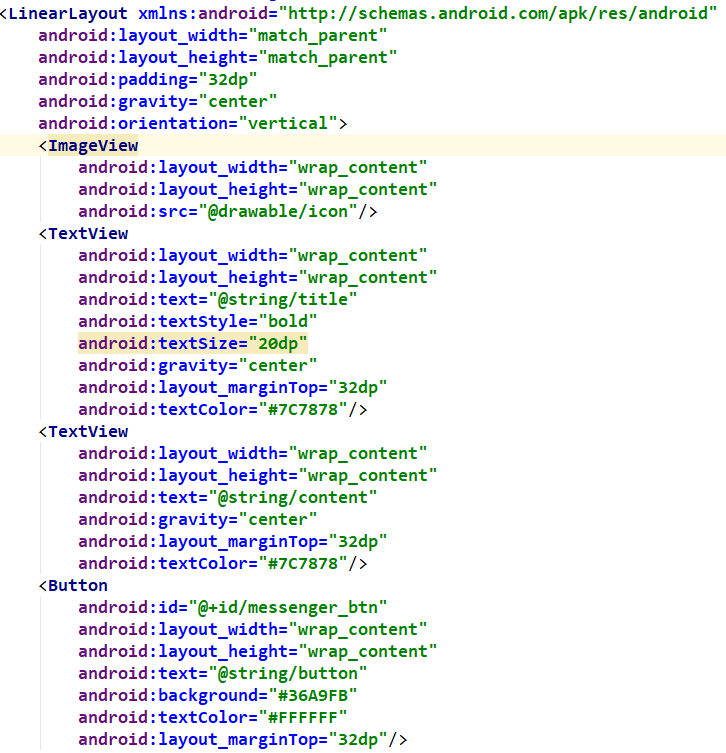 <LinearLayout xmlns:android="http://schemas.android.com/apk/res/android"
    android:layout_width="match_parent"
    android:layout_height="match_parent"
    android:padding="32dp"
    android:gravity="center"
    android:orientation="vertical">
    <ImageView
        android:layout_width="wrap_content"
        android:layout_height="wrap_content"
        android:src="@drawable/icon"/>
    <TextView
        android:layout_width="wrap_content"
        android:layout_height="wrap_content"
        android:text="@string/title"
        android:textStyle="bold"
        android:textSize="20dp"
        android:gravity="center"
        android:layout_marginTop="32dp"
        android:textColor="#7C7878"/>
    <TextView
        android:layout_width="wrap_content"
        android:layout_height="wrap_content"
        android:text="@string/content"
        android:gravity="center"
        android:layout_marginTop="32dp"
        android:textColor="#7C7878"/>
    <Button
        android:id="@+id/messenger_btn"
        android:layout_width="wrap_content"
        android:layout_height="wrap_content"
        android:text="@string/button"
        android:background="#36A9FB"
        android:textColor="#FFFFFF"
        android:layout_marginTop="32dp"/>